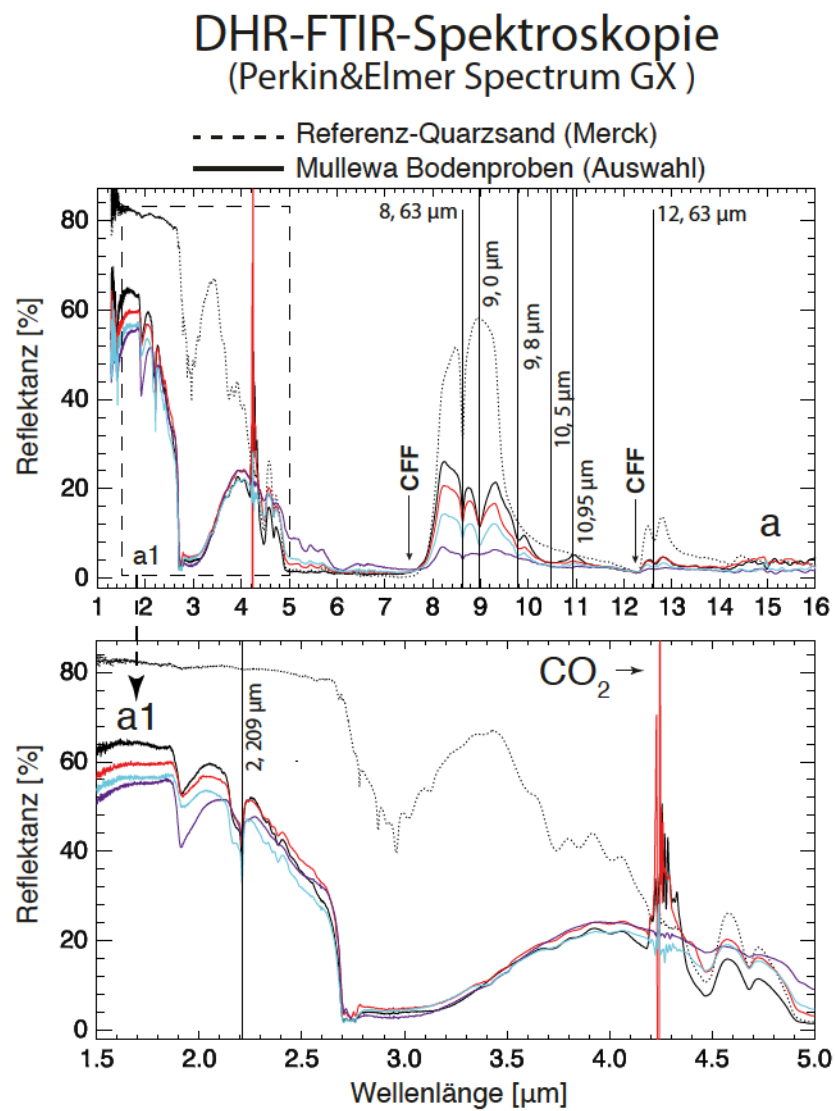 DHR-FTIR-Spektroskopie
(Perkin&Elmer Spectrum GX )
Referenz-Quarzsand (Merck)
Mullewa Bodenproben (Auswahl)
Reflektanz [%]
80
60
40
20
0
8, 63 µm
9, 0 µm
9, 8 µm
10, 5 µm
10,95 µm
12, 63 µm
CFF
CFF
a1
a
1 2 3 4 5 6 7 8 9 10 11 12 13 14 15 16
Reflektanz [%]
80
60
40
20
0
a1
2, 209 µm
CO2
1.5 2.0 2.5 3.0 3.5 4.0 4.5 5.0
Wellenlänge [µm]